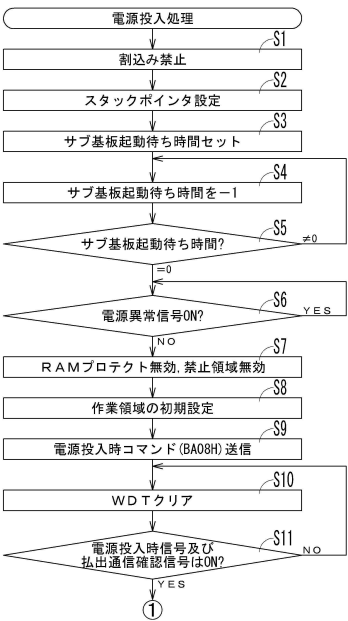 電源投入処理
S1
割込み禁止
S2
スタックポインタ設定
S3
サブ基板起動待ち時間セット
S4
サブ基板起動待ち時間を－1
S5
サブ基板起動待ち時間?
≠0
=0
S6
電源異常信号ON?
YES
NO
S7
RAMプロテクト無効,禁止領域無効
S8
作業領域の初期設定
S9
電源投入時コマンド(BA08H)送信
S10
WDTクリア
S11
電源投入時信号及び
払出通信確認信号はON?
NO
YES
1